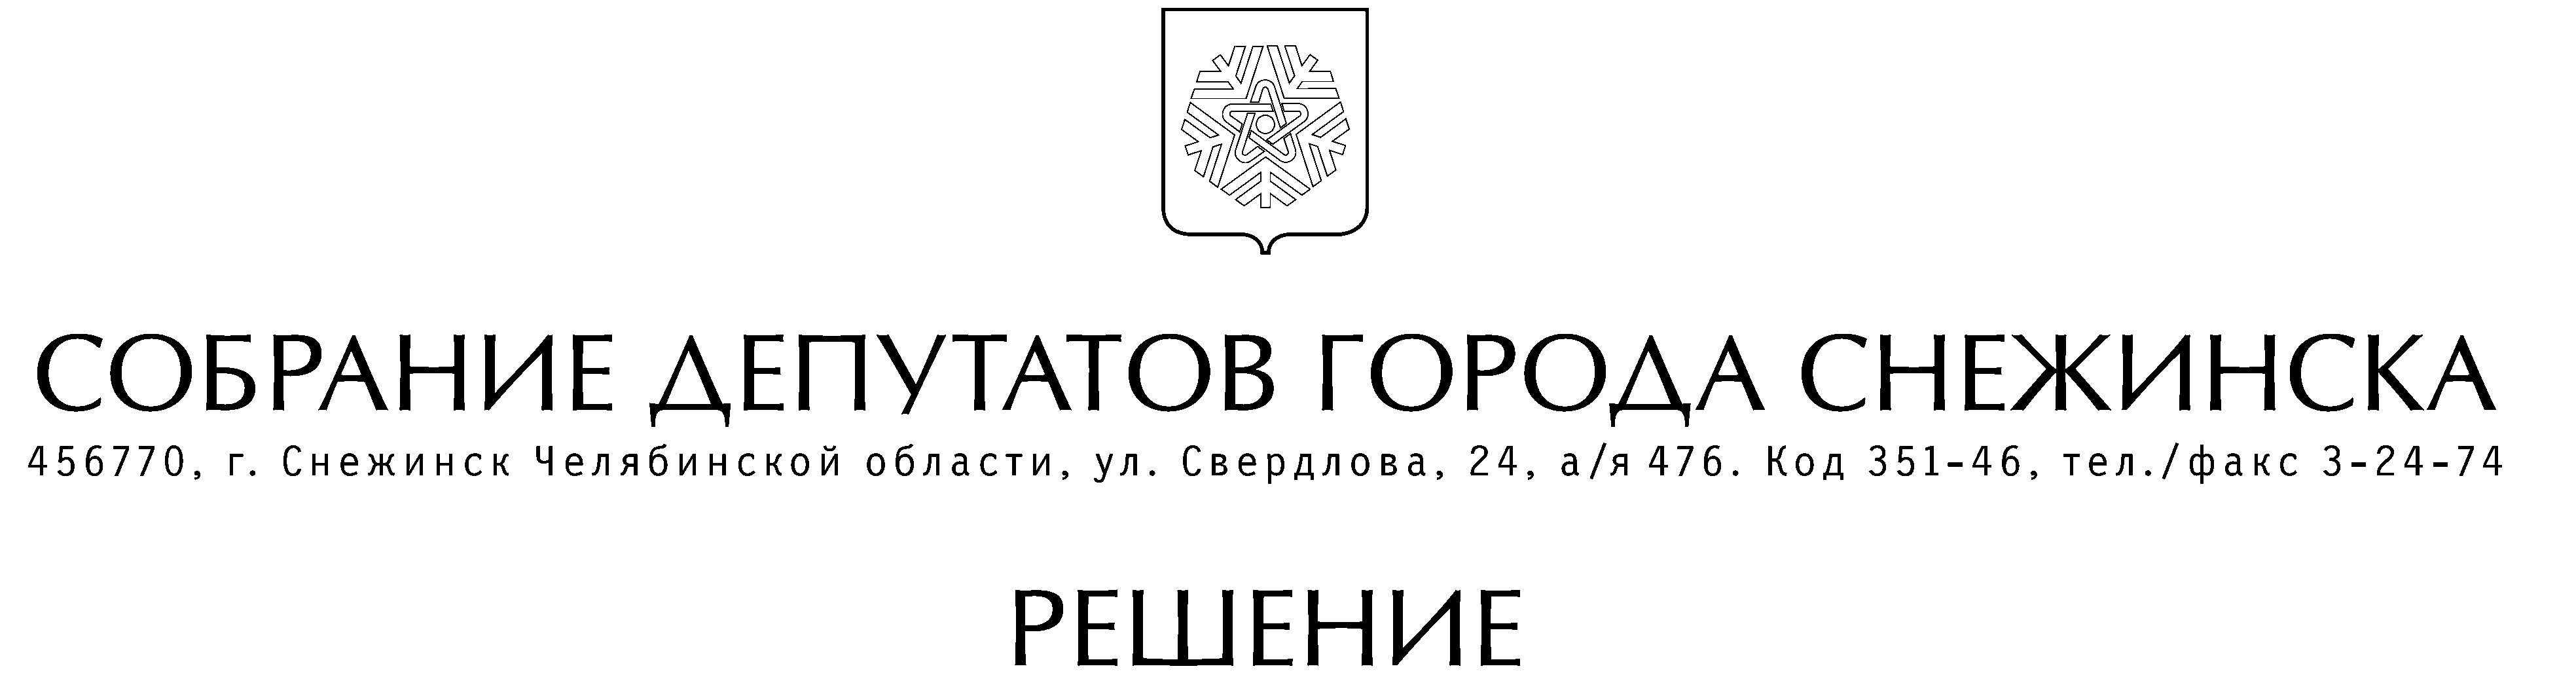 СОБРАНИЕ ДЕПУТАТОВ ГОРОДА СНЕЖИНСКА
456770, г. Снежинск Челябинской области, ул. Свердлова, 24, а/я 476. Код 351-46, тел./факс 3-24-74
РЕШЕНИЕ